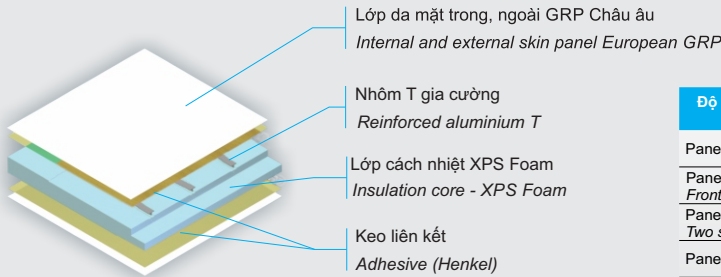 Lớp da mặt trong, ngoài GRP Châu âu
Internal and external skin panel European GRP
Nhôm T gia cường
Reinforced aluminium T
Lớp cách nhiệt XPS Foam
Insulation core - XPS Foam
Keo liên kết
Adhesive (Henkel)
Độ
Pane
Pane
Front
Pane
Two s
Pane